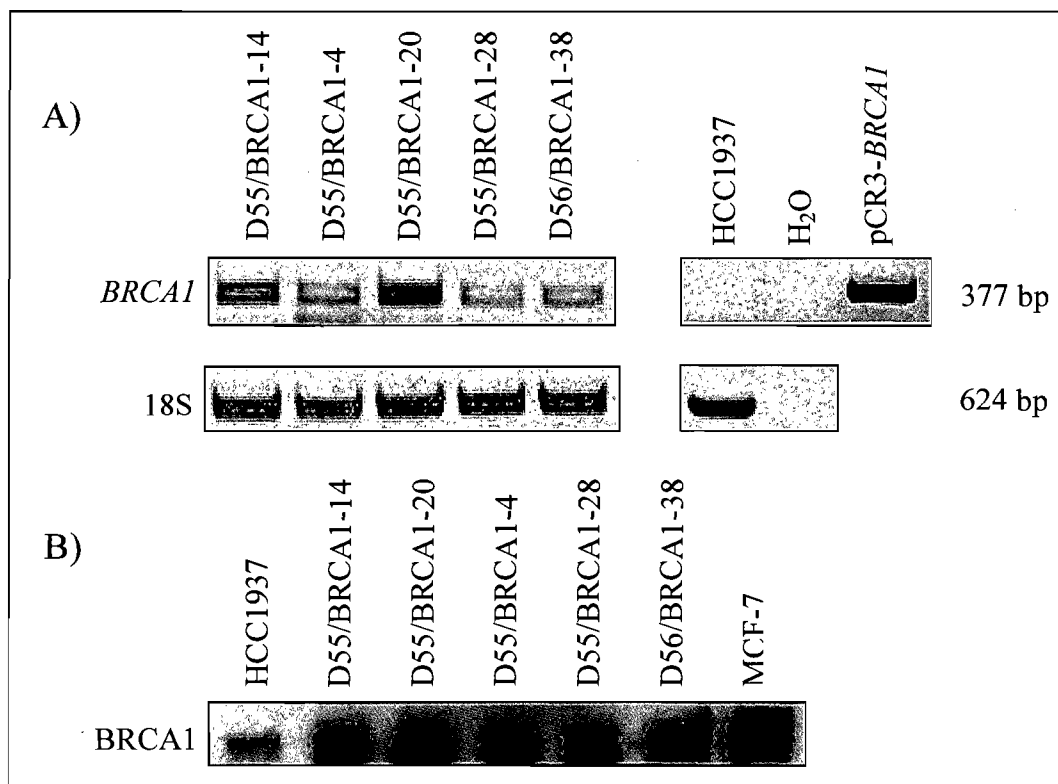 A)
D55/BRCA1-14
D55/BRCA1-4
D55/BRCA1-20
D55/BRCA1-28
D56/BRCA1-38
HCC1937
H₂O
pCR3-BRCA1
BRCA1
377 bp
18S
624 bp
B)
HCC1937
D55/BRCA1-14
D55/BRCA1-20
D55/BRCA1-4
D55/BRCA1-28
D56/BRCA1-38
MCF-7
BRCA1